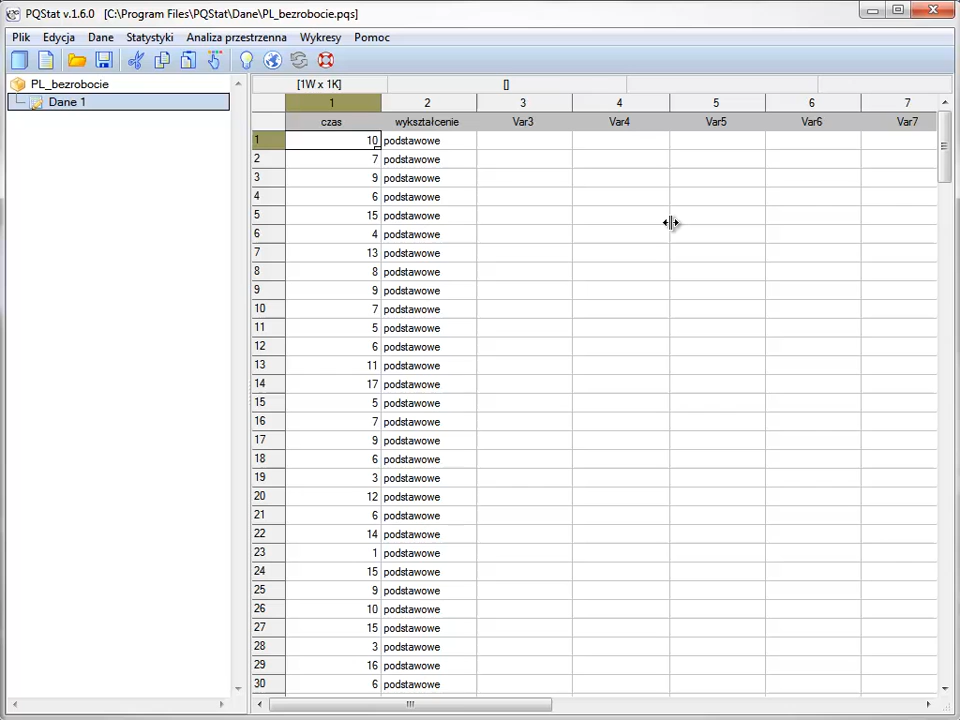 PQStat v.1.6.0 [C:\Program Files\PQStat\Dane\PL_bezrobocie.pqs]
Plik Edycja Dane Statystyki Analiza przestrzenna Wykresy Pomoc
PL_bezrobocie
Dane 1
[1W x 1K] []
1 2 3 4 5 6 7
czas wykształcenie Var3 Var4 Var5 Var6 Var7
1 10 podstawowe
2 7 podstawowe
3 9 podstawowe
4 6 podstawowe
5 15 podstawowe
6 4 podstawowe
7 13 podstawowe
8 8 podstawowe
9 9 podstawowe
10 7 podstawowe
11 5 podstawowe
12 6 podstawowe
13 11 podstawowe
14 17 podstawowe
15 5 podstawowe
16 7 podstawowe
17 9 podstawowe
18 6 podstawowe
19 3 podstawowe
20 12 podstawowe
21 6 podstawowe
22 14 podstawowe
23 1 podstawowe
24 15 podstawowe
25 9 podstawowe
26 10 podstawowe
27 15 podstawowe
28 3 podstawowe
29 16 podstawowe
30 6 podstawowe